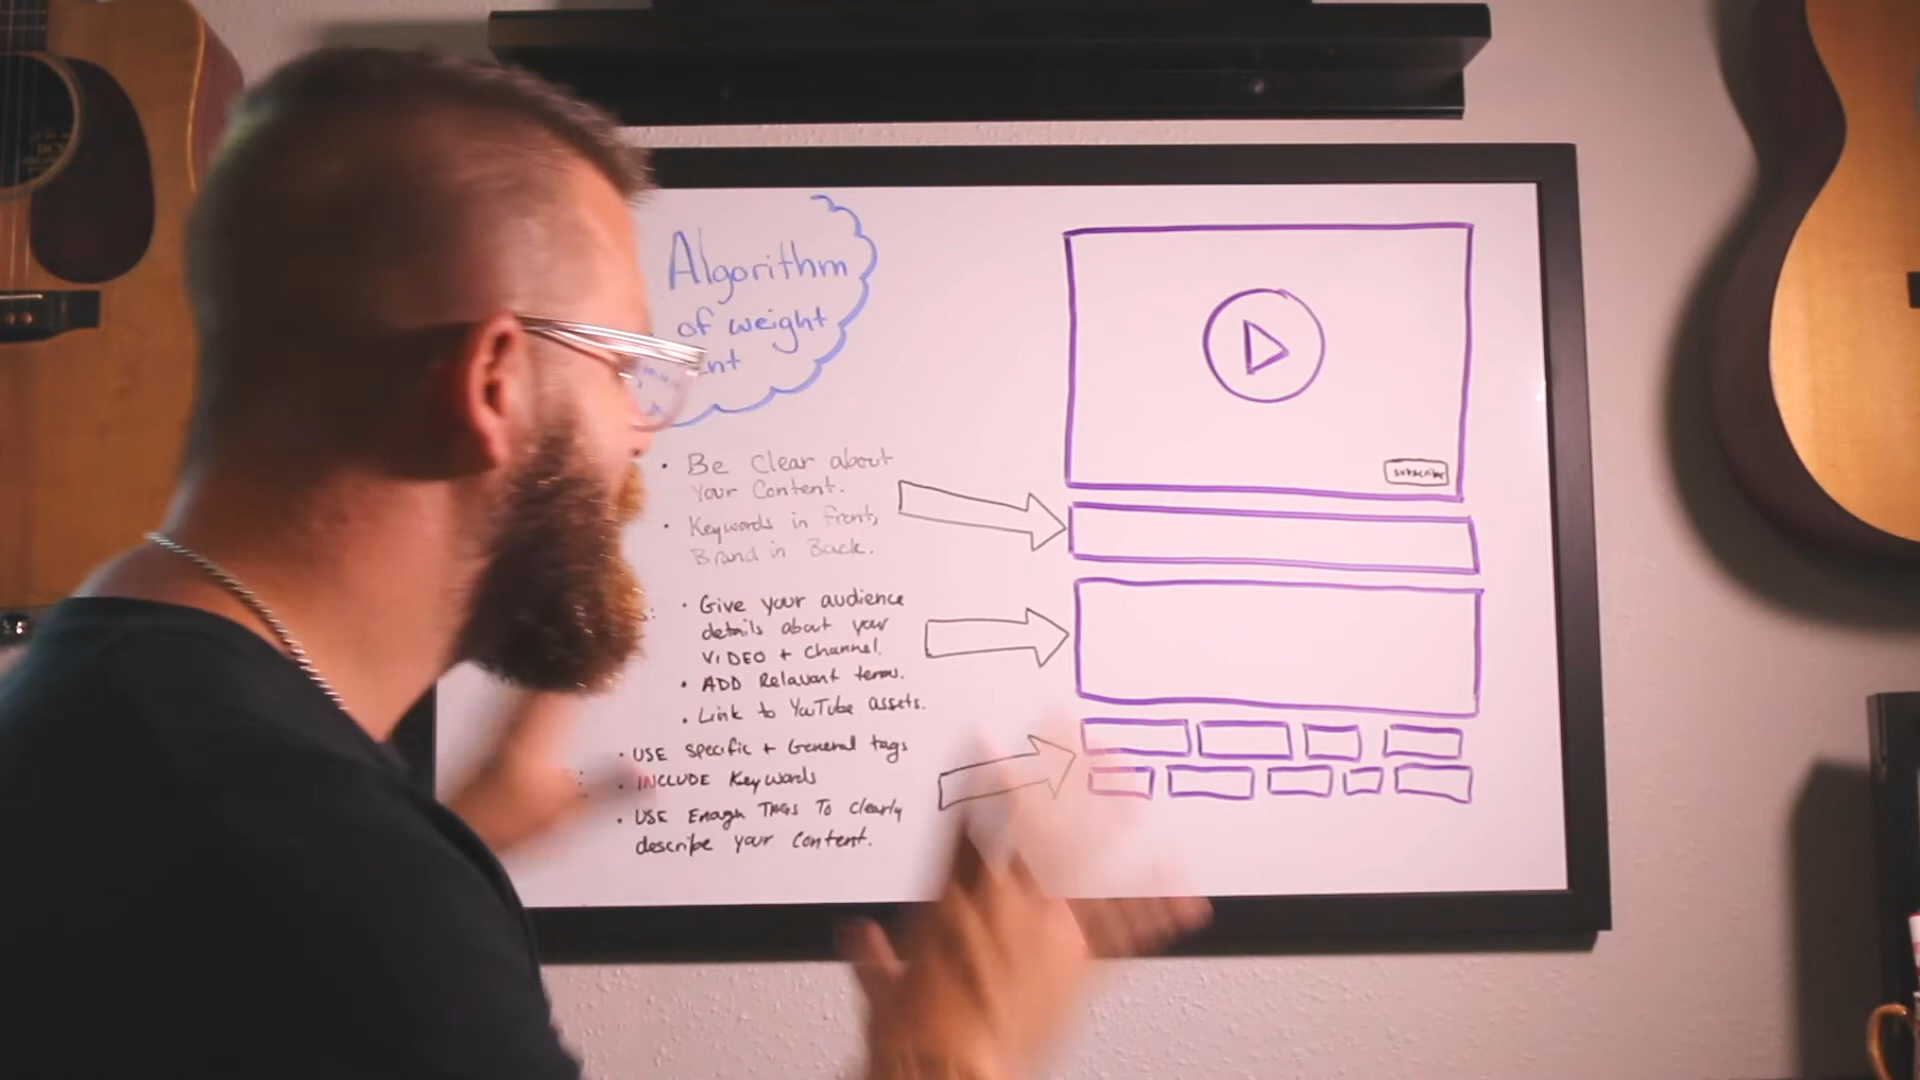 Algorithm
of weight
subscribe
• Be Clear about
Your Content.
• Keywords in front,
Brand in Back.
• Give your audience
details about your
VIDEO + Channel.
• ADD Relavant terms.
• Link to YouTube assets.
• USE Specific + General tags
• INCLUDE Keywords
• USE Enough TAGS To Clearly
describe your Content.